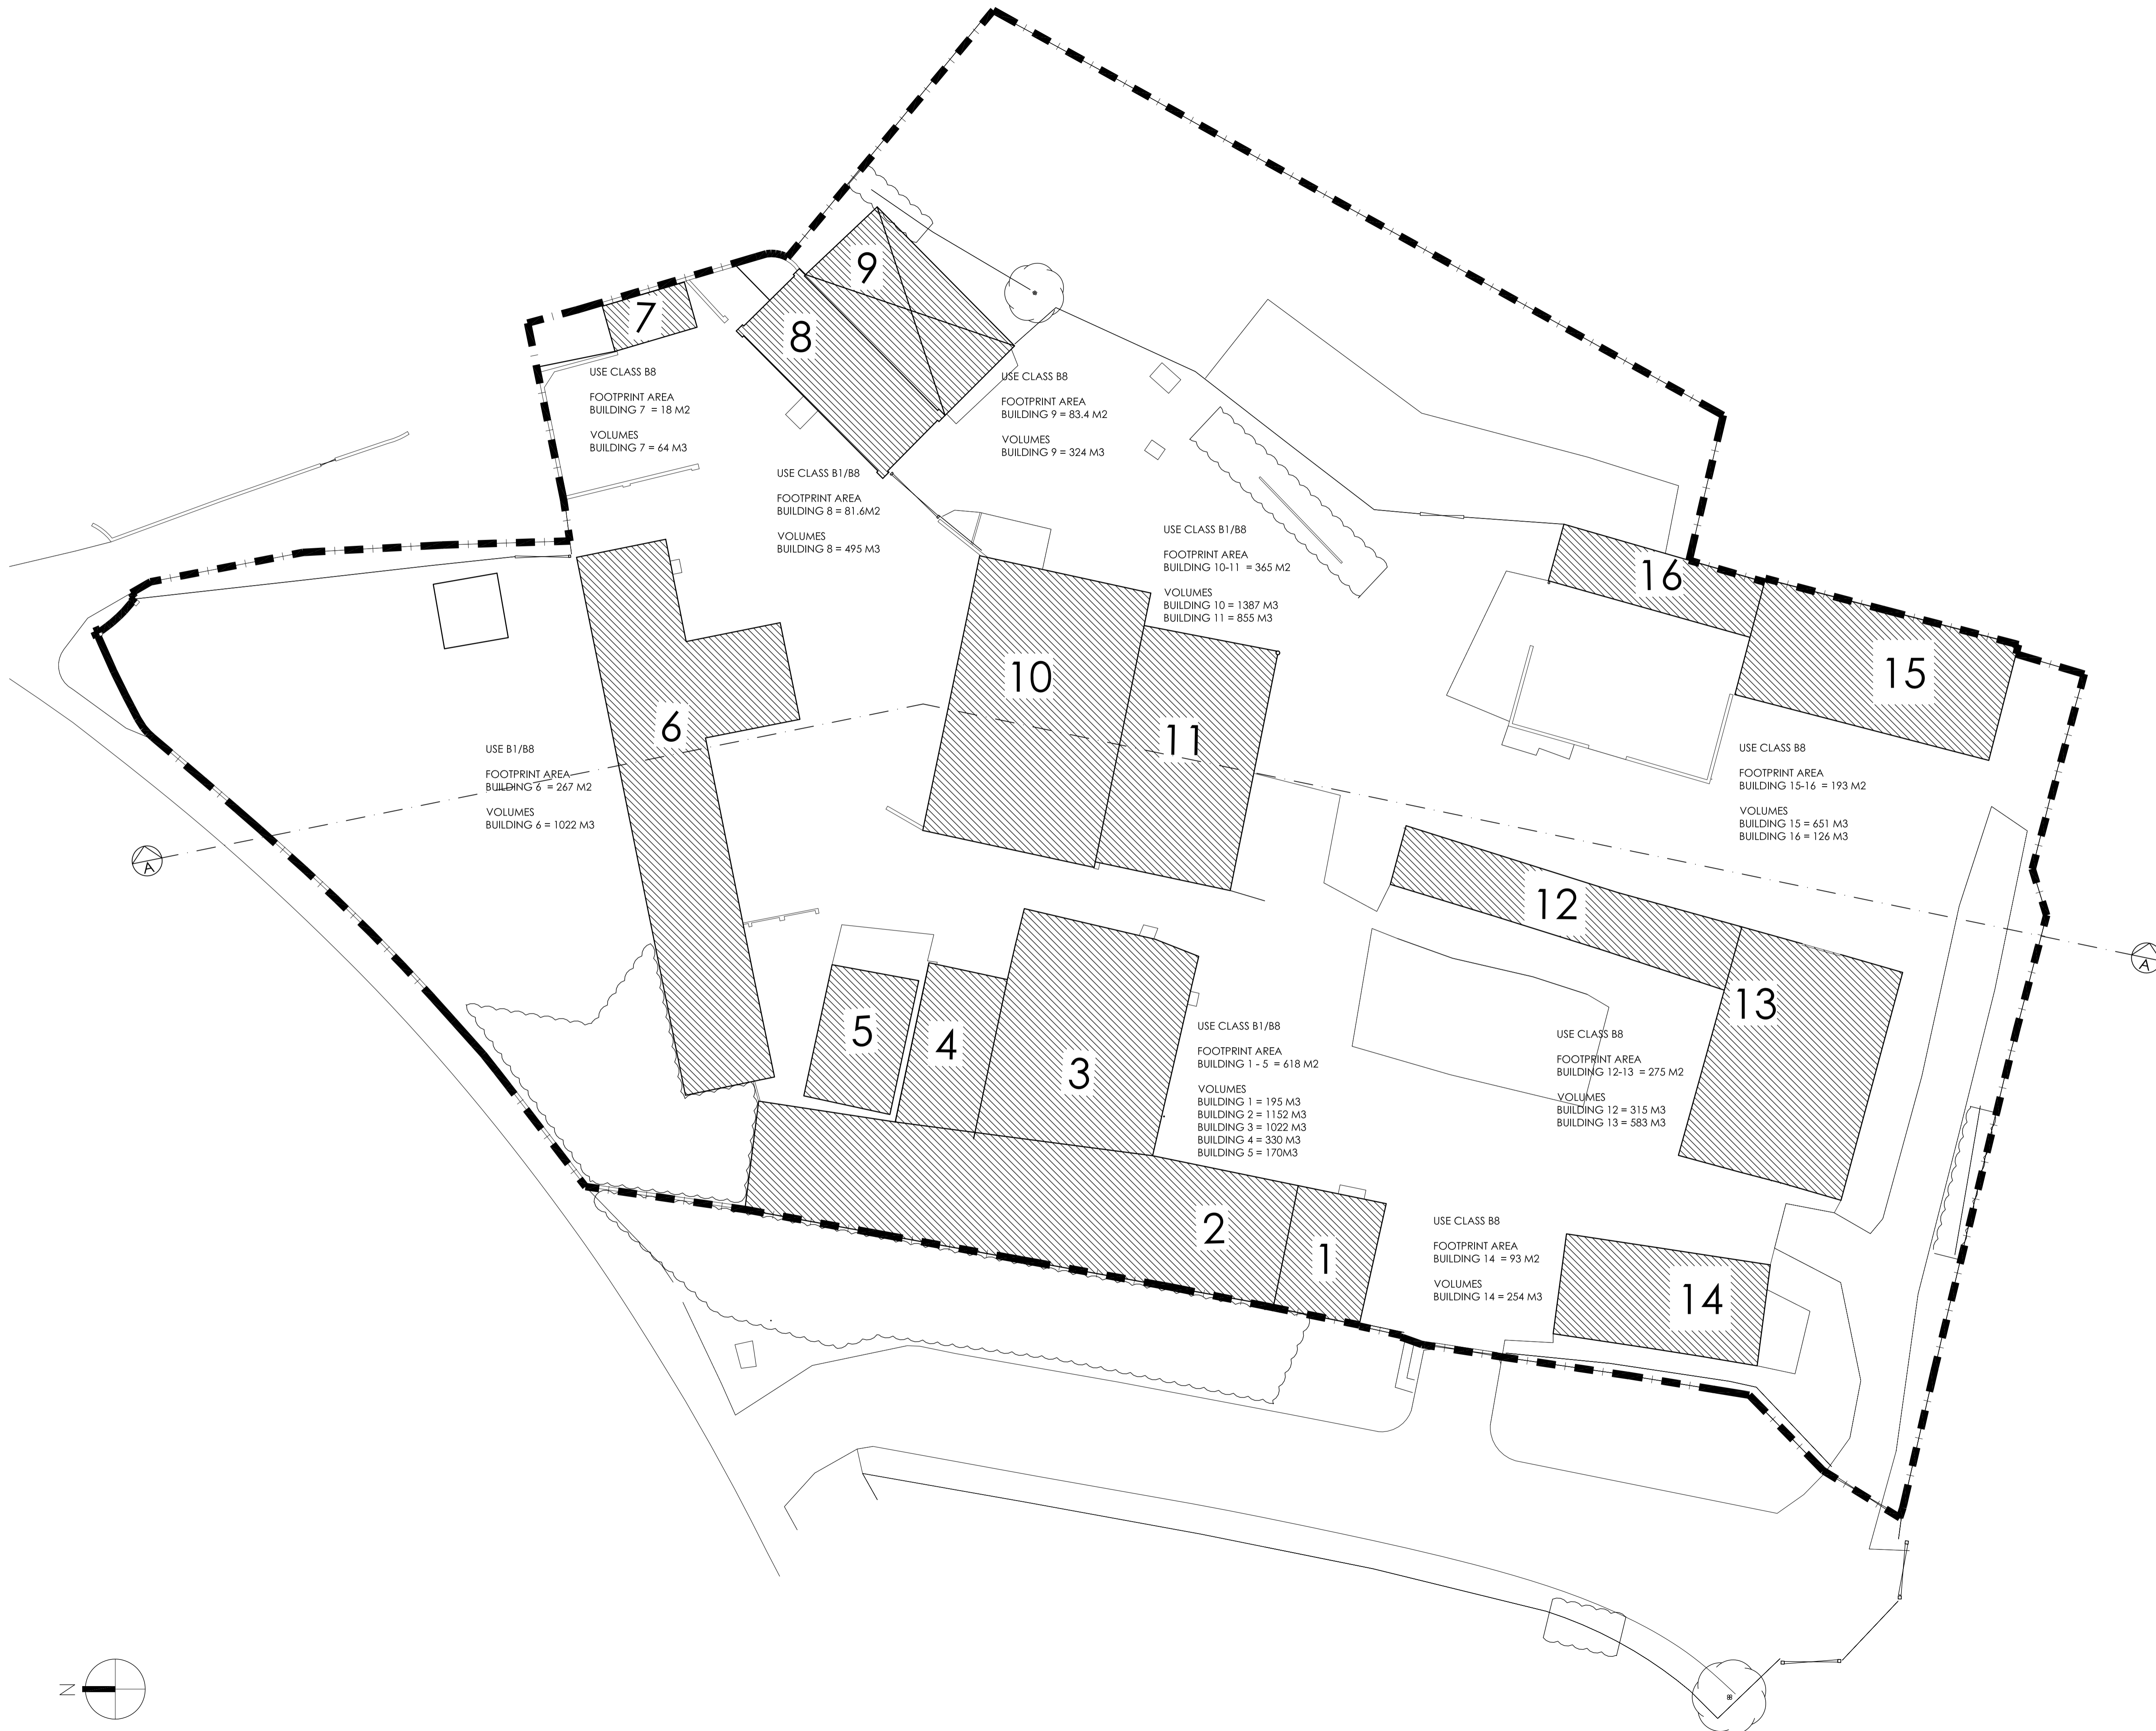 9
7
8
USE CLASS B8
FOOTPRINT AREA
BUILDING 7  = 18 M2
VOLUMES
BUILDING 7 = 64 M3
USE CLASS B8
FOOTPRINT AREA
BUILDING 9 = 83.4 M2
VOLUMES
BUILDING 9 = 324 M3
USE CLASS B1/B8
FOOTPRINT AREA
BUILDING 8 = 81.6M2
VOLUMES
BUILDING 8 = 495 M3
USE CLASS B1/B8
FOOTPRINT AREA
BUILDING 10-11  = 365 M2
VOLUMES
BUILDING 10 = 1387 M3
BUILDING 11 = 855 M3
16
15
10
6
11
USE B1/B8
FOOTPRINT AREA
BUILDING 6  = 267 M2
VOLUMES
BUILDING 6 = 1022 M3
USE CLASS B8
FOOTPRINT AREA
BUILDING 15-16  = 193 M2
VOLUMES
BUILDING 15 = 651 M3
BUILDING 16 = 126 M3
A
12
A
13
5
4
3
USE CLASS B1/B8
FOOTPRINT AREA
BUILDING 1 - 5  = 618 M2
VOLUMES
BUILDING 1 = 195 M3
BUILDING 2 = 1152 M3
BUILDING 3 = 1022 M3
BUILDING 4 = 330 M3
BUILDING 5 = 170M3
USE CLASS B8
FOOTPRINT AREA
BUILDING 12-13  = 275 M2
VOLUMES
BUILDING 12 = 315 M3
BUILDING 13 = 583 M3
2
1
USE CLASS B8
FOOTPRINT AREA
BUILDING 14  = 93 M2
VOLUMES
BUILDING 14 = 254 M3
14
N